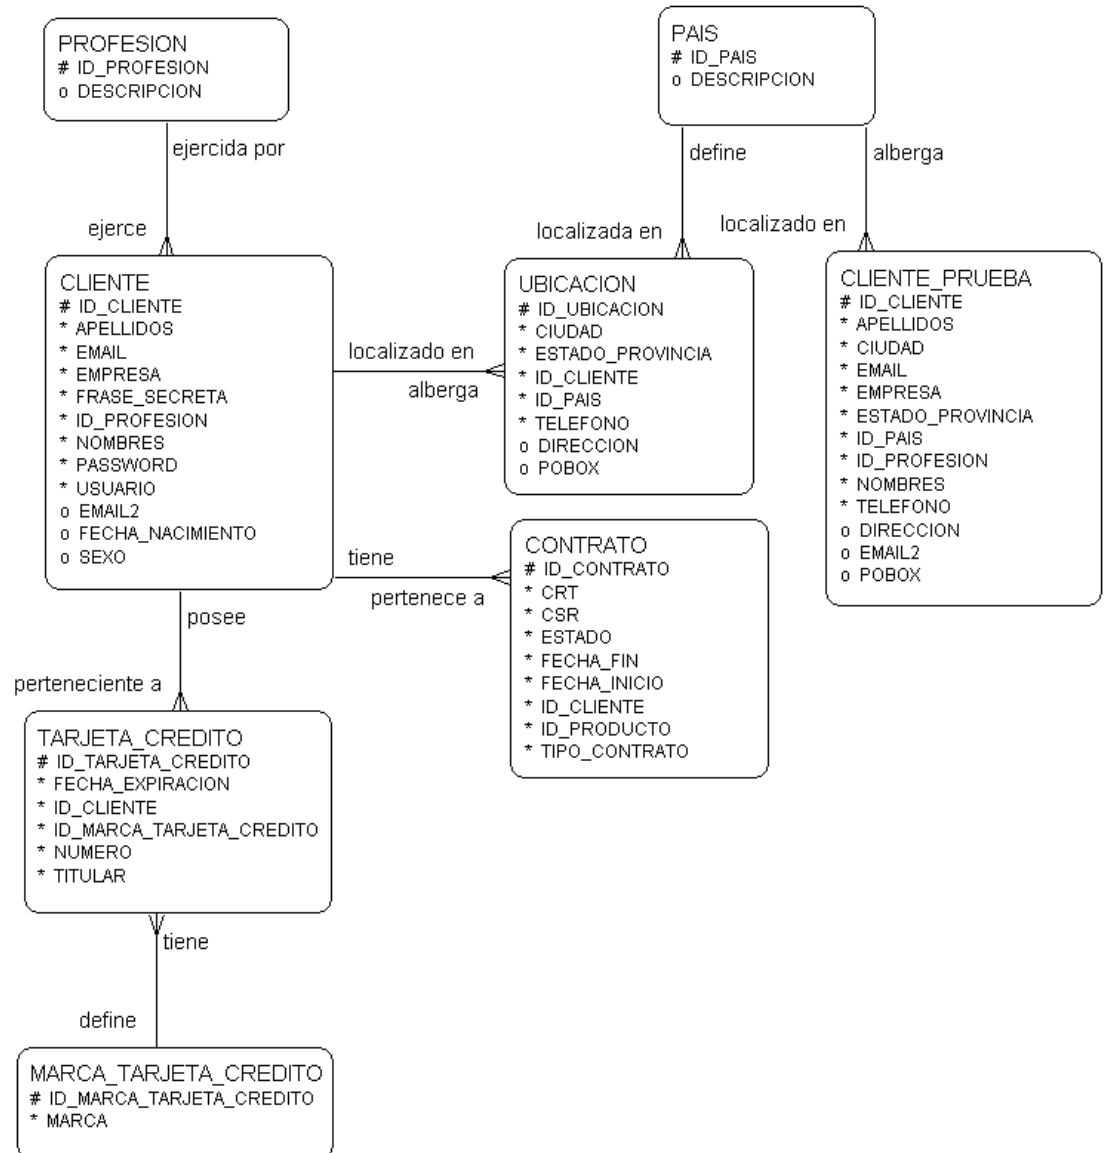 PROFESION
# ID_PROFESION
o DESCRIPCION
PAIS
# ID_PAIS
o DESCRIPCION
ejercida por
ejerce
define
alberga
localizada en
localizado en
CLIENTE
# ID_CLIENTE
* APELLIDOS
* EMAIL
* EMPRESA
* FRASE_SECRETA
* ID_PROFESION
* NOMBRES
* PASSWORD
* USUARIO
o EMAIL2
o FECHA_NACIMIENTO
o SEXO
localizado en
alberga
UBICACION
# ID_UBICACION
* CIUDAD
* ESTADO_PROVINCIA
* ID_CLIENTE
* ID_PAIS
* TELEFONO
o DIRECCION
o POBOX
CLIENTE_PRUEBA
# ID_CLIENTE
* APELLIDOS
* CIUDAD
* EMAIL
* EMPRESA
* ESTADO_PROVINCIA
* ID_PAIS
* ID_PROFESION
* NOMBRES
* TELEFONO
o DIRECCION
o EMAIL2
o POBOX
tiene
pertenece a
CONTRATO
# ID_CONTRATO
* CRT
* CSR
* ESTADO
* FECHA_FIN
* FECHA_INICIO
* ID_CLIENTE
* ID_PRODUCTO
* TIPO_CONTRATO
posee
perteneciente a
TARJETA_CREDITO
# ID_TARJETA_CREDITO
* FECHA_EXPIRACION
* ID_CLIENTE
* ID_MARCA_TARJETA_CREDITO
* NUMERO
* TITULAR
tiene
define
MARCA_TARJETA_CREDITO
# ID_MARCA_TARJETA_CREDITO
* MARCA